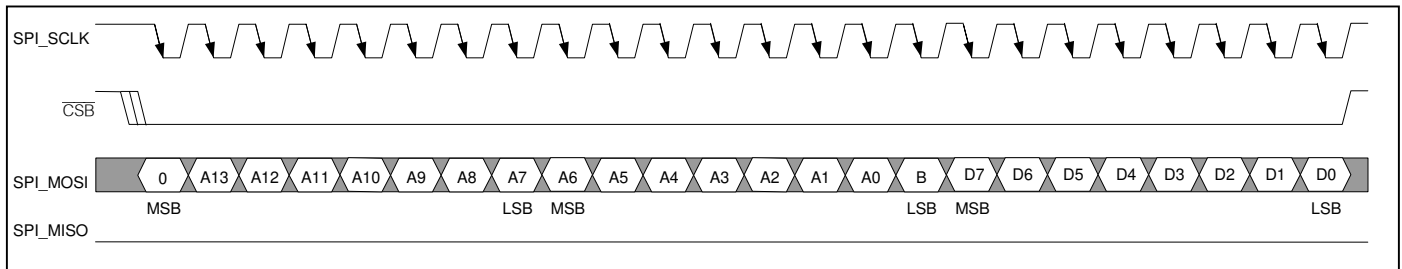 SPI_SCLK
CSB
SPI_MOSI 0 A13 A12 A11 A10 A9 A8 A7 A6 A5 A4 A3 A2 A1 A0 B D7 D6 D5 D4 D3 D2 D1 D0
MSB LSB MSB LSB MSB LSB
SPI_MISO